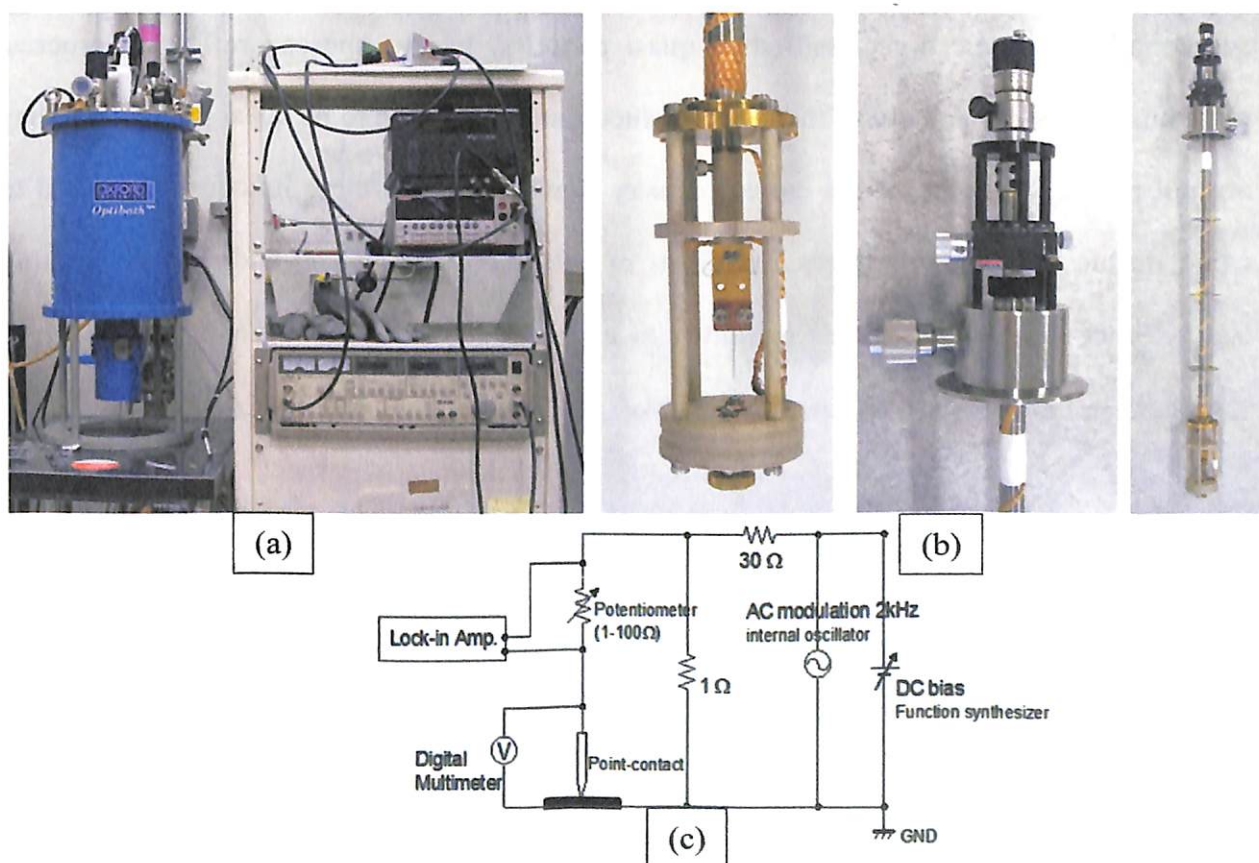 OXFORD
Optibath
(a)
(b)
30 Ω
Potentiometer
(1-100Ω)
AC modulation 2kHz
internal oscillator
Lock-in Amp.
1 Ω
DC bias
Function synthesizer
V
Digital
Multimeter
Point-contact
(c)
GND